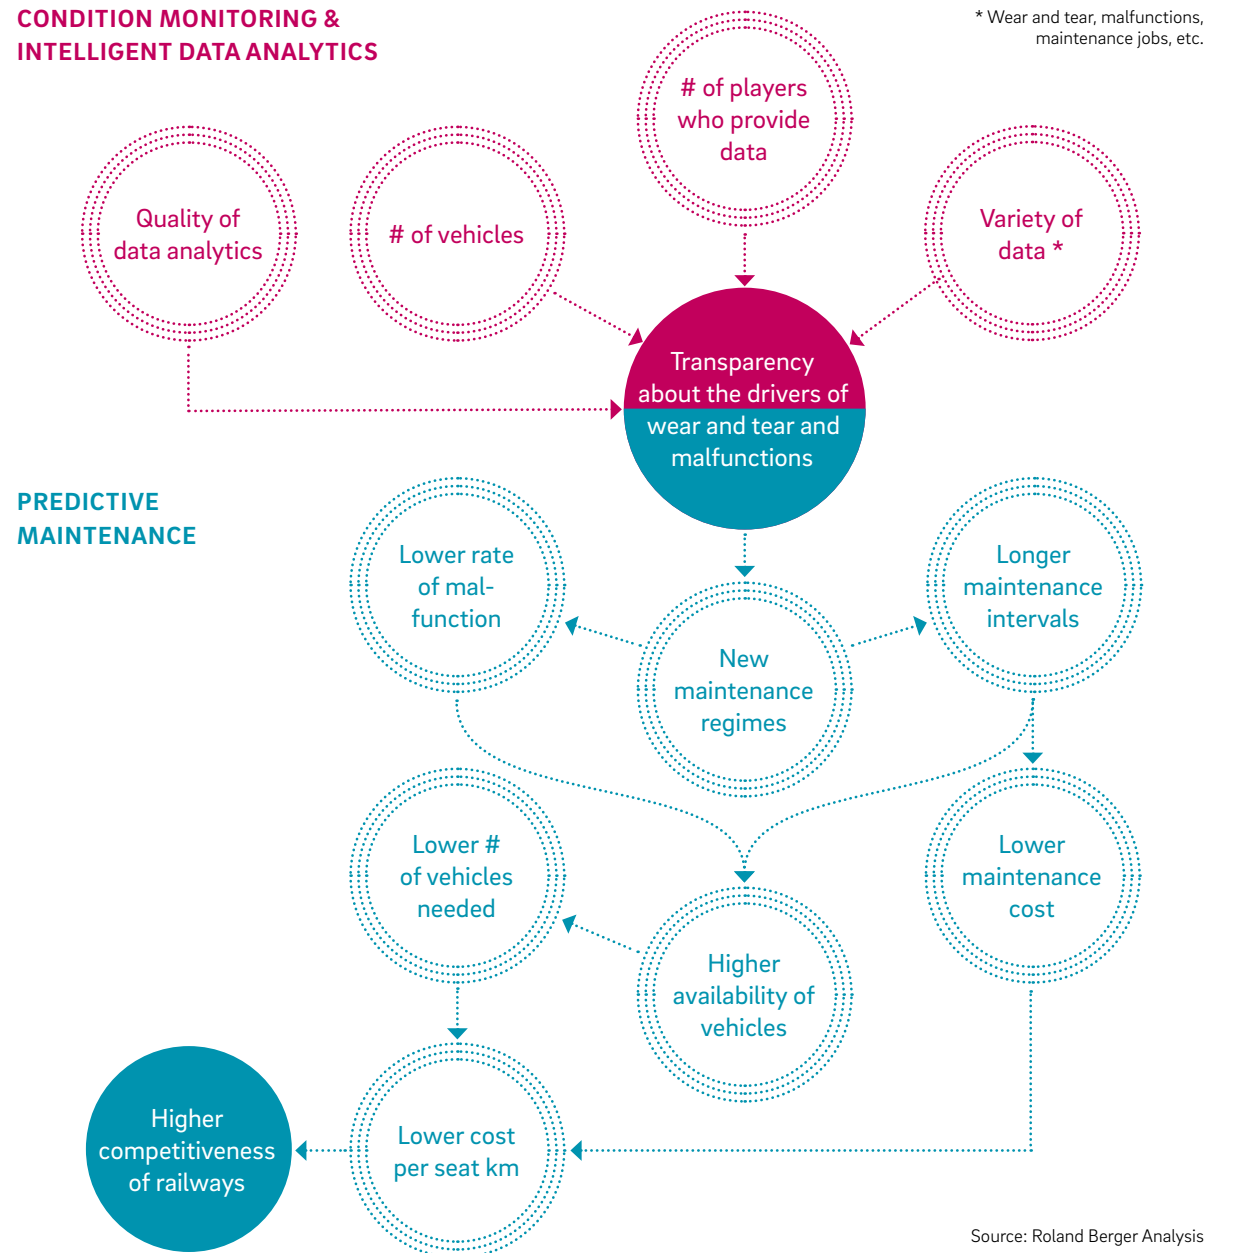 CONDITION MONITORING &
INTELLIGENT DATA ANALYTICS
* Wear and tear, malfunctions,
maintenance jobs, etc.
# of players
who provide
data
Quality of
data analytics
# of vehicles
Variety of
data *
Transparency
about the drivers of
wear and tear and
malfunctions
PREDICTIVE
MAINTENANCE
Lower rate
of mal-
function
New
maintenance
regimes
Longer
maintenance
intervals
Lower #
of vehicles
needed
Higher
availability of
vehicles
Lower
maintenance
cost
Higher
competitiveness
of railways
Lower cost
per seat km
Source: Roland Berger Analysis